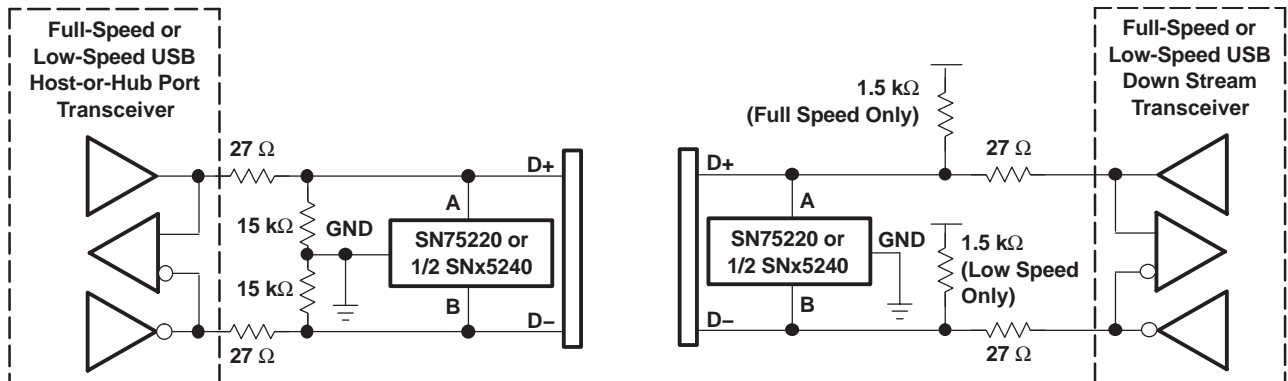 Full-Speed or
Low-Speed USB
Host-or-Hub Port
Transceiver
27 Ω
D+
A
15 kΩ
GND
SN75220 or
1/2 SNx5240
15 kΩ
B
D–
27 Ω
Full-Speed or
Low-Speed USB
Down Stream
Transceiver
1.5 kΩ
(Full Speed Only)
27 Ω
D+
A
SN75220 or
1/2 SNx5240
GND
1.5 kΩ
(Low Speed
Only)
B
D–
27 Ω